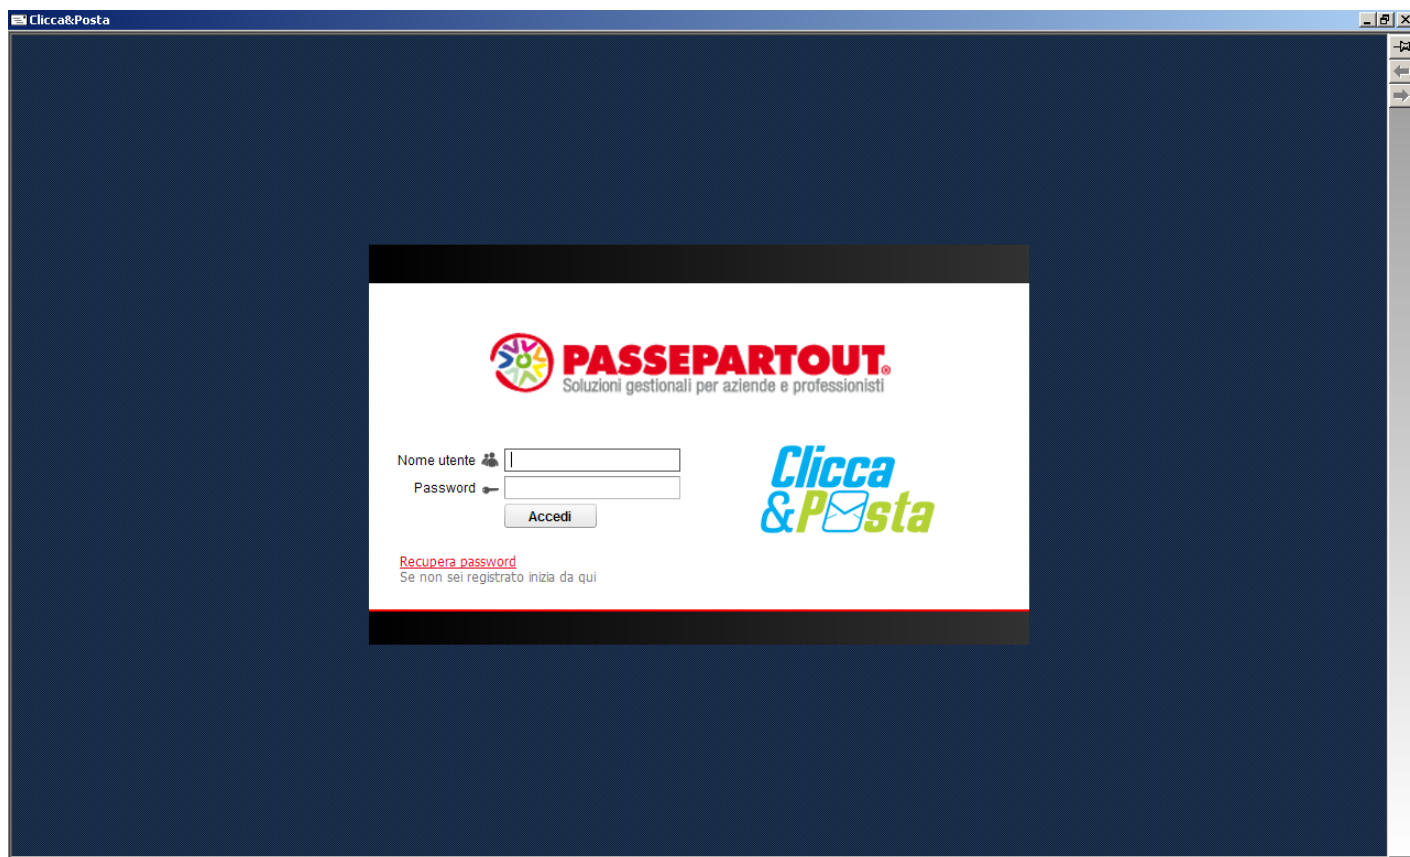 Clicca&Posta
PASSEPARTOUT®
Soluzioni gestionali per aziende e professionisti
Nome utente
Password
Accedi
Clicca
&Posta
Recupera password
Se non sei registrato inizia da qui